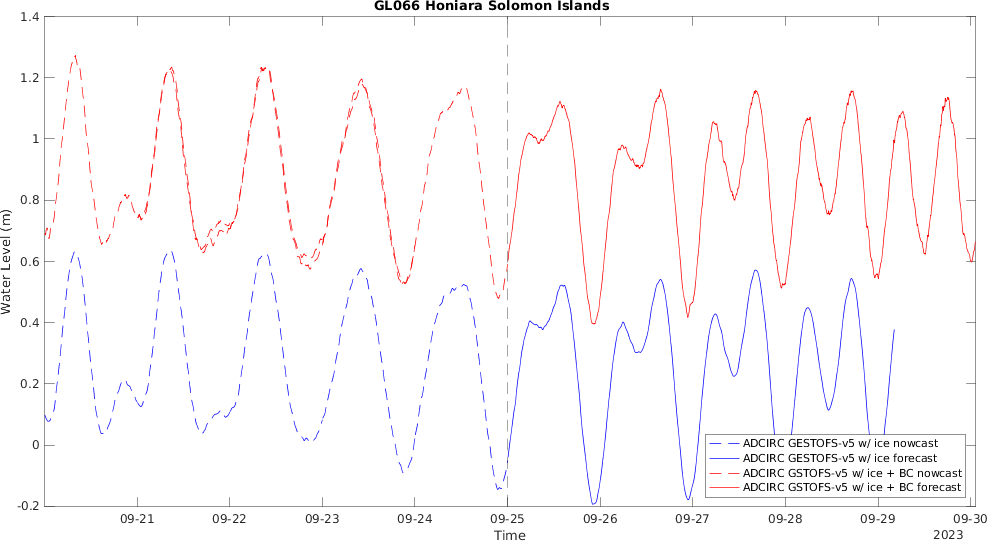 GL066 Honiara Solomon Islands
1.4
1.2
1
0.8
0.6
0.4
0.2
0
-0.2
Water Level (m)
ADCIRC GESTOFS-v5 w/ ice nowcast
ADCIRC GESTOFS-v5 w/ ice forecast
ADCIRC GSTOFS-v5 w/ ice + BC nowcast
ADCIRC GSTOFS-v5 w/ ice + BC forecast
09-21 09-22 09-23 09-24 09-25 09-26 09-27 09-28 09-29 09-30
Time
2023